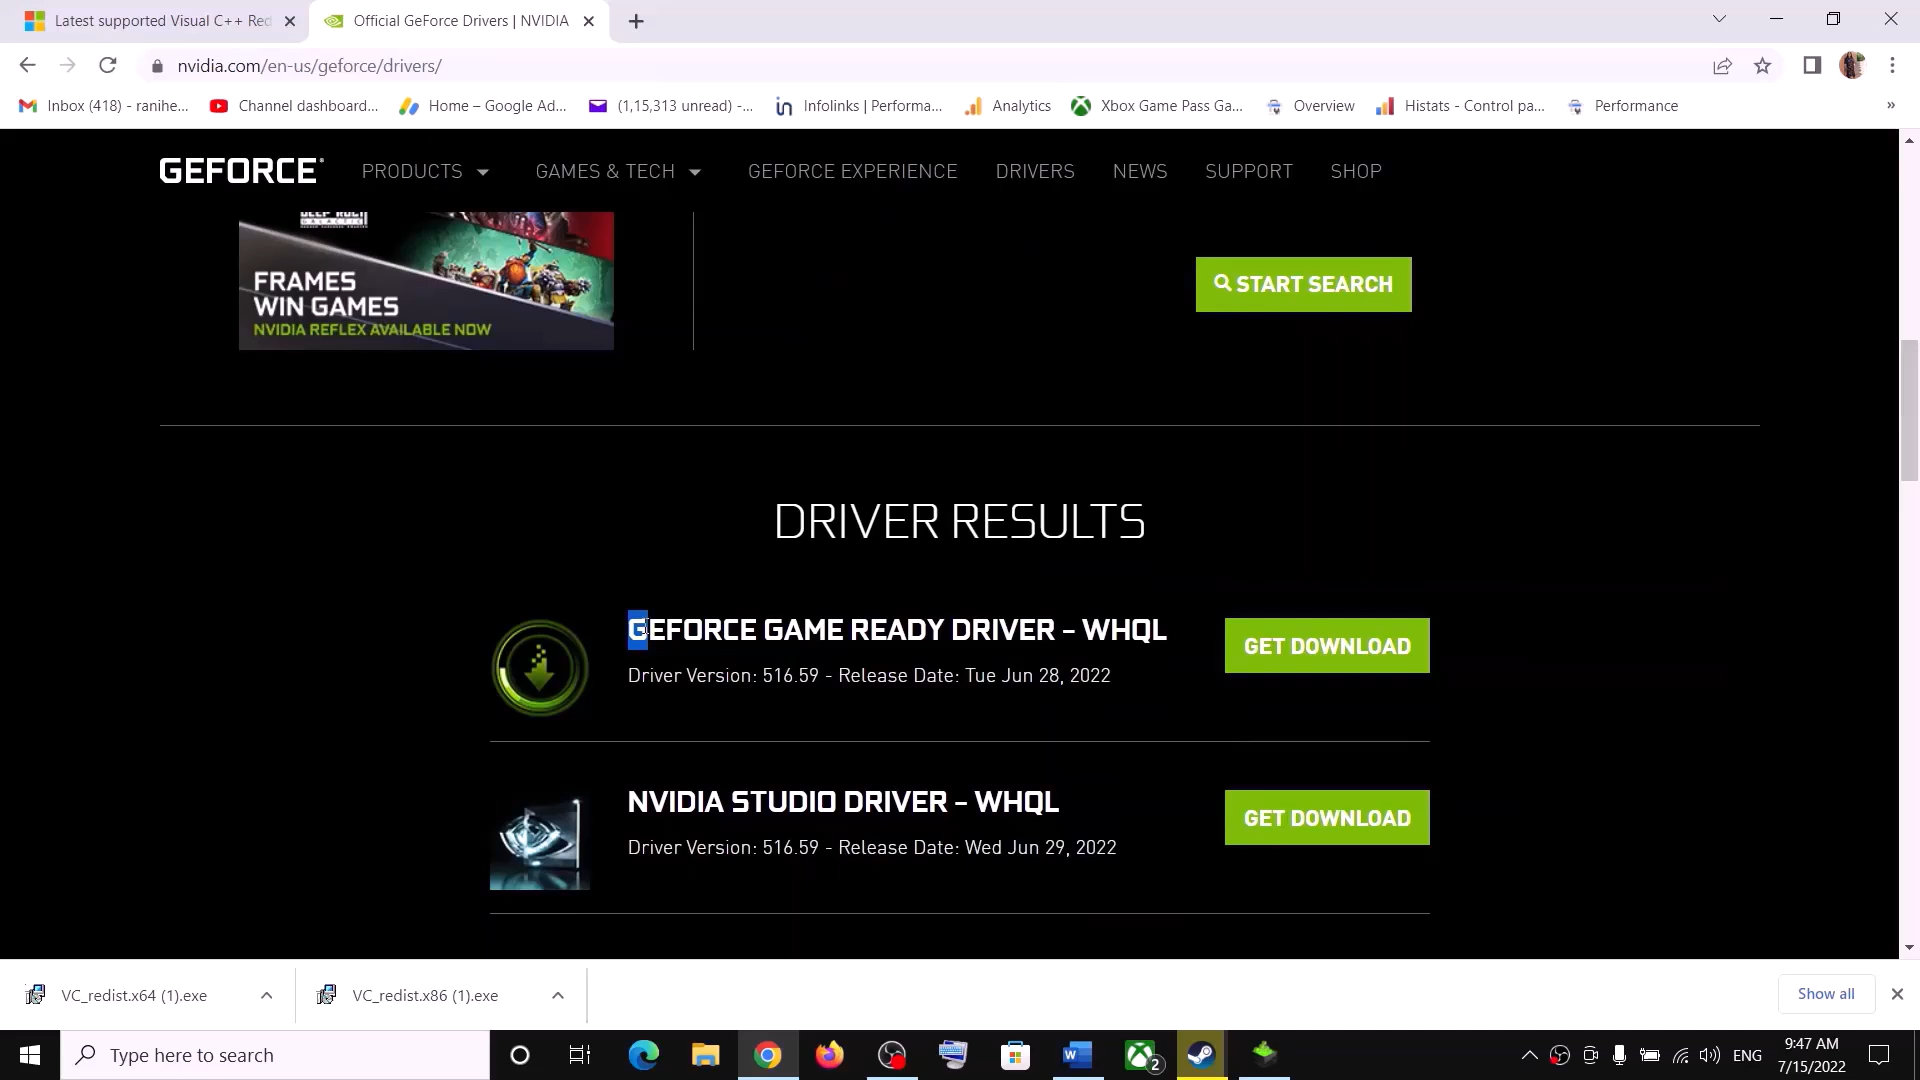 Latest supported Visual C++ Red
Official GeForce Drivers | NVIDIA
nvidia.com/en-us/geforce/drivers/
Inbox (418) - ranihe...
Channel dashboard...
Home – Google Ad...
(1,15,313 unread) -...
Infolinks | Performa...
Analytics
Xbox Game Pass Ga...
Overview
Histats - Control pa...
Performance
»
GEFORCE
PRODUCTS
GAMES & TECH
GEFORCE EXPERIENCE
DRIVERS
NEWS
SUPPORT
SHOP
DEEP ROCK
GALACTIC
FRAMES
WIN GAMES
NVIDIA REFLEX AVAILABLE NOW
START SEARCH
DRIVER RESULTS
GEFORCE GAME READY DRIVER - WHQL
Driver Version: 516.59 - Release Date: Tue Jun 28, 2022
GET DOWNLOAD
NVIDIA STUDIO DRIVER - WHQL
Driver Version: 516.59 - Release Date: Wed Jun 29, 2022
GET DOWNLOAD
VC_redist.x64 (1).exe
VC_redist.x86 (1).exe
Show all
Type here to search
2
ENG
9:47 AM
7/15/2022